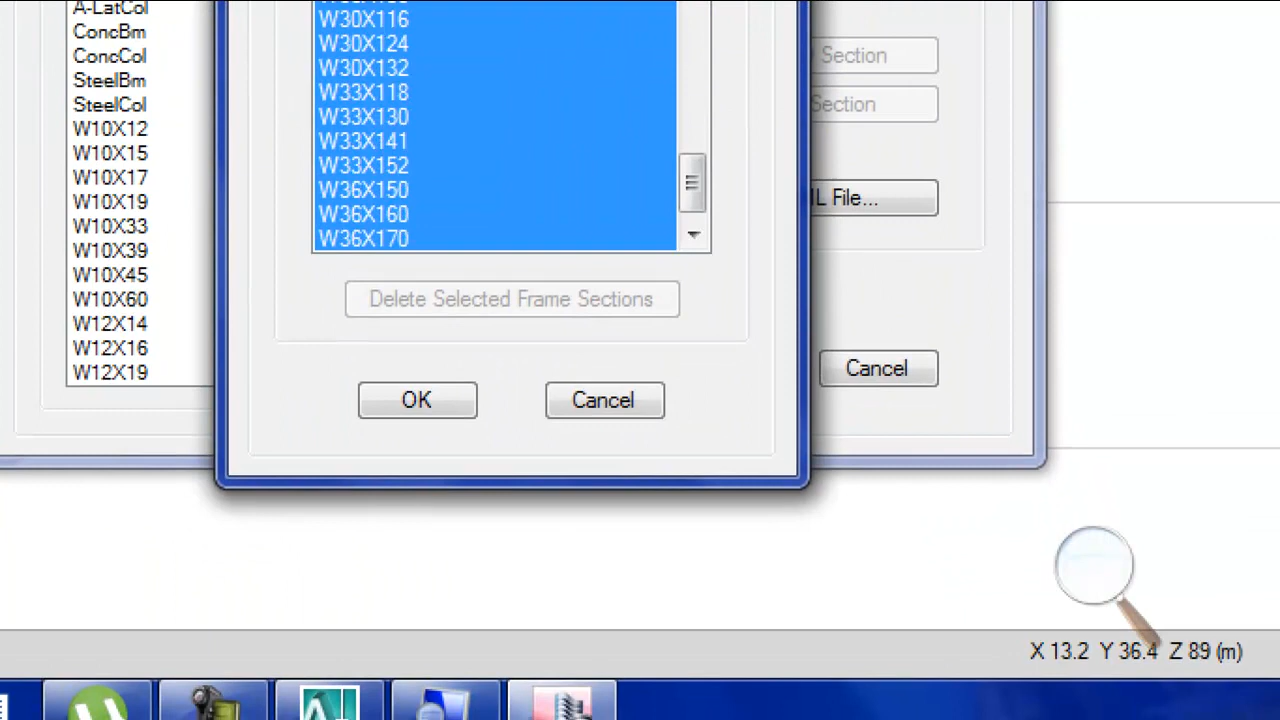 A-LatCol
ConcBm
ConcCol
SteelBm
SteelCol
W10X12
W10X15
W10X17
W10X19
W10X33
W10X39
W10X45
W10X60
W12X14
W12X16
W12X19
W30X116
W30X124
W30X132
W33X118
W33X130
W33X141
W33X152
W36X150
W36X160
W36X170
Delete Selected Frame Sections
OK
Cancel
Section
Section
File...
Cancel
X 13.2 Y 36.4 Z 89 (m)